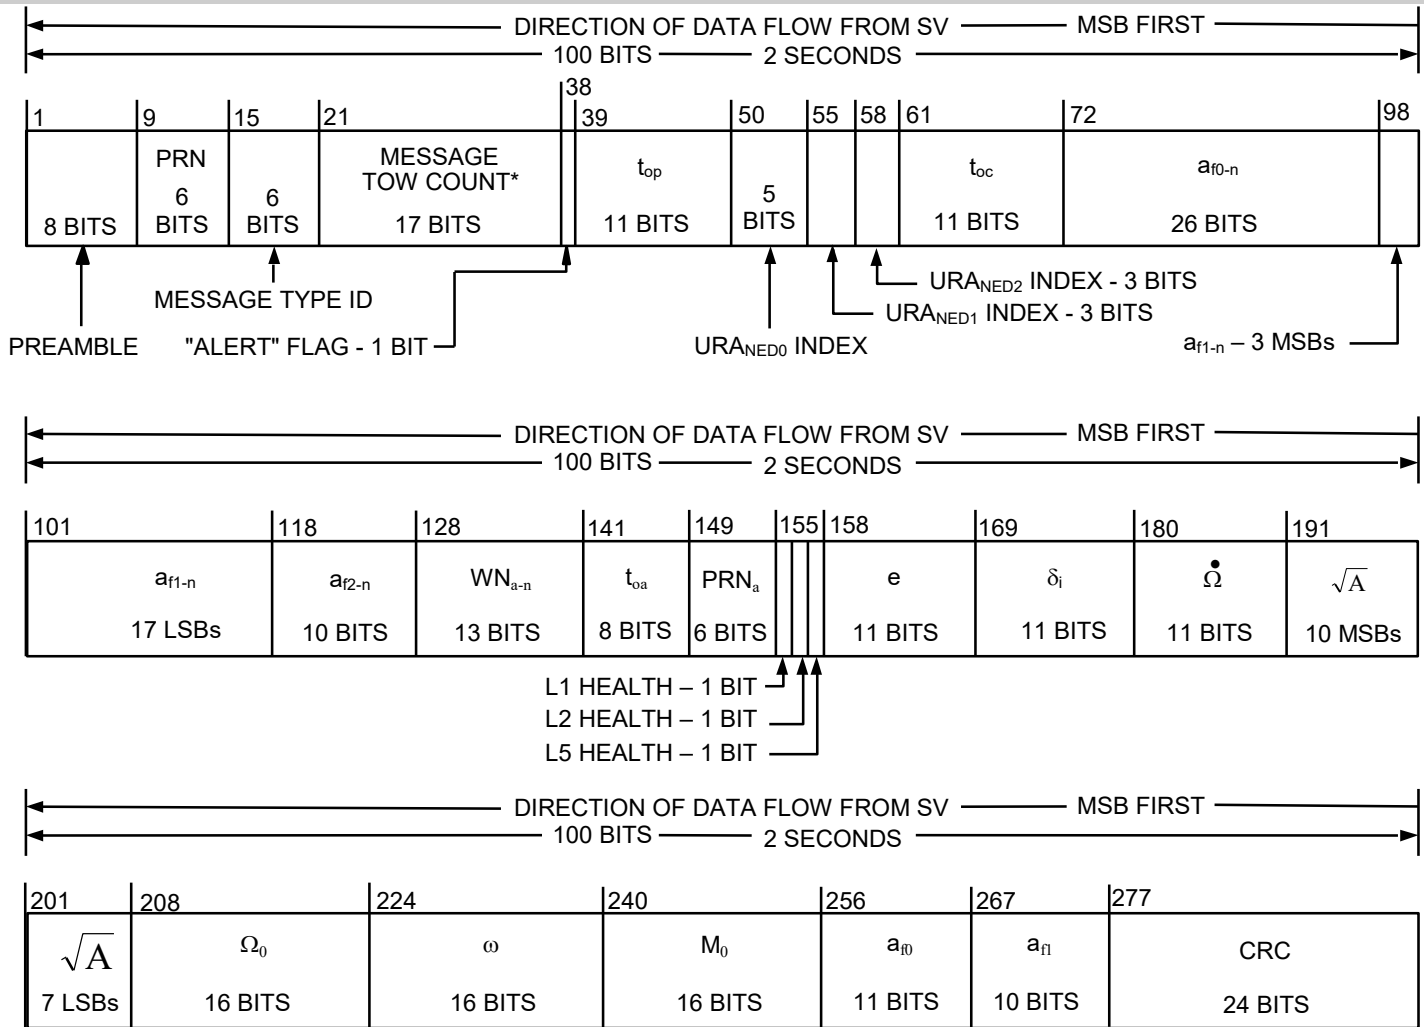 DIRECTION OF DATA FLOW FROM SV MSB FIRST
100 BITS 2 SECONDS
1 9 15 21 38 39 50 55 58 61 72 98
PRN MESSAGE t_op t_oc a_f0-n
TOW COUNT*
8 BITS 6 BITS 6 BITS 17 BITS 11 BITS 5 BITS 11 BITS 26 BITS
URA_NED2 INDEX - 3 BITS
MESSAGE TYPE ID
URA_NED1 INDEX - 3 BITS
PREAMBLE "ALERT" FLAG - 1 BIT URA_NED0 INDEX a_f1-n – 3 MSBs
DIRECTION OF DATA FLOW FROM SV MSB FIRST
100 BITS 2 SECONDS
101 118 128 141 149 155 158 169 180 191
a_f1-n a_f2-n WN_a-n t_oa PRN_a e δ_i Ω̇ √A
17 LSBs 10 BITS 13 BITS 8 BITS 6 BITS 11 BITS 11 BITS 11 BITS 10 MSBs
L1 HEALTH – 1 BIT
L2 HEALTH – 1 BIT
L5 HEALTH – 1 BIT
DIRECTION OF DATA FLOW FROM SV MSB FIRST
100 BITS 2 SECONDS
201 208 224 240 256 267 277
√A Ω_0 ω M_0 a_f0 a_f1 CRC
7 LSBs 16 BITS 16 BITS 16 BITS 11 BITS 10 BITS 24 BITS